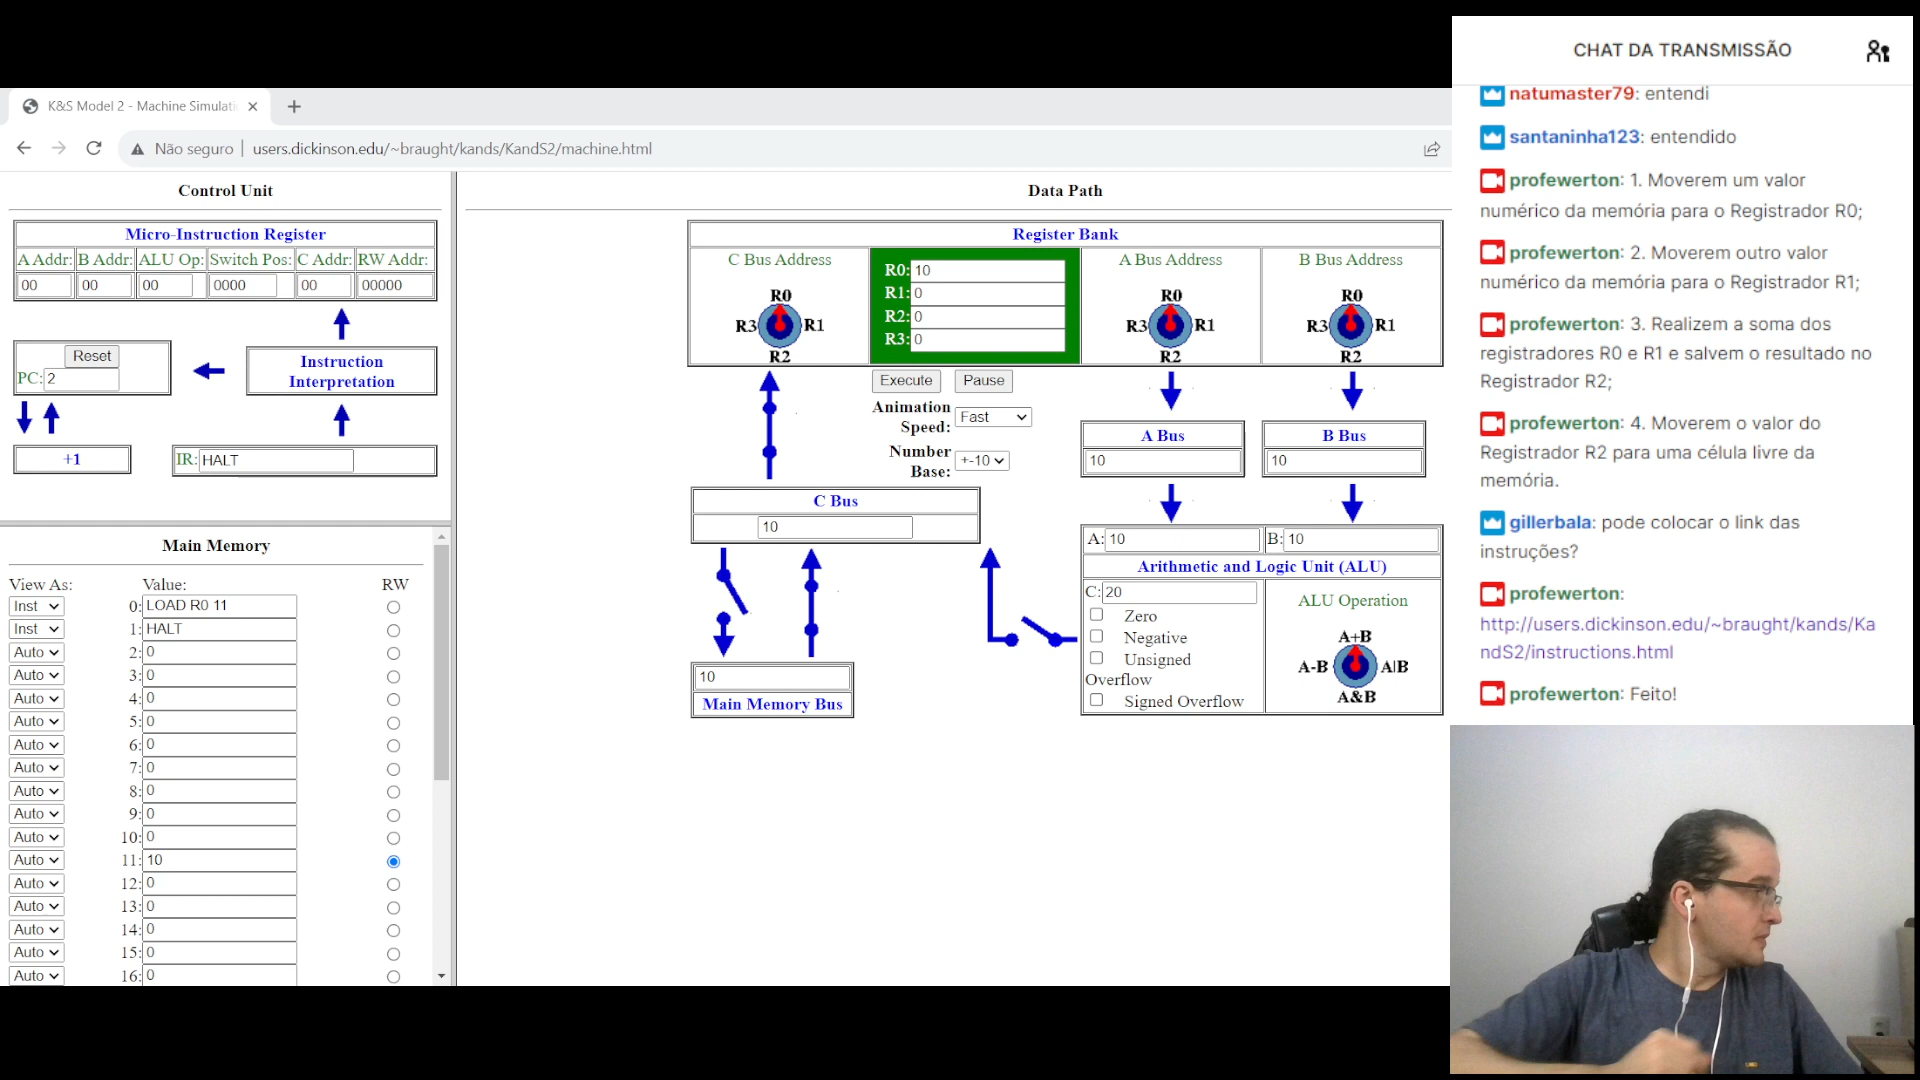 K&S Model 2 - Machine Simulati
Não seguro | users.dickinson.edu/~braught/kands/KandS2/machine.html
Control Unit
Micro-Instruction Register
A Addr: B Addr: ALU Op: Switch Pos: C Addr: RW Addr:
00 00 00 0000 00 00000
Reset
PC: 2
Instruction
Interpretation
+1
IR: HALT
Main Memory
View As: Value: RW
Inst 0: LOAD R0 11
Inst 1: HALT
Auto 2: 0
Auto 3: 0
Auto 4: 0
Auto 5: 0
Auto 6: 0
Auto 7: 0
Auto 8: 0
Auto 9: 0
Auto 10: 0
Auto 11: 10
Auto 12: 0
Auto 13: 0
Auto 14: 0
Auto 15: 0
Auto 16: 0
Data Path
Register Bank
C Bus Address
R0
R3 R1
R2
R0: 10
R1: 0
R2: 0
R3: 0
A Bus Address
R0
R3 R1
R2
B Bus Address
R0
R3 R1
R2
Execute Pause
Animation
Speed: Fast
Number
Base: +-10
A Bus
10
B Bus
10
C Bus
10
10
Main Memory Bus
A: 10 B: 10
Arithmetic and Logic Unit (ALU)
C: 20
Zero
Negative
Unsigned
Overflow
Signed Overflow
ALU Operation
A+B
A-B A|B
A&B
CHAT DA TRANSMISSÃO
natumaster79: entendi
santaninha123: entendido
profewerton: 1. Moverem um valor
numérico da memória para o Registrador R0;
profewerton: 2. Moverem outro valor
numérico da memória para o Registrador R1;
profewerton: 3. Realizem a soma dos
registradores R0 e R1 e salvem o resultado no
Registrador R2;
profewerton: 4. Moverem o valor do
Registrador R2 para uma célula livre da
memória.
gillerbala: pode colocar o link das
instruções?
profewerton:
http://users.dickinson.edu/~braught/kands/Ka
ndS2/instructions.html
profewerton: Feito!